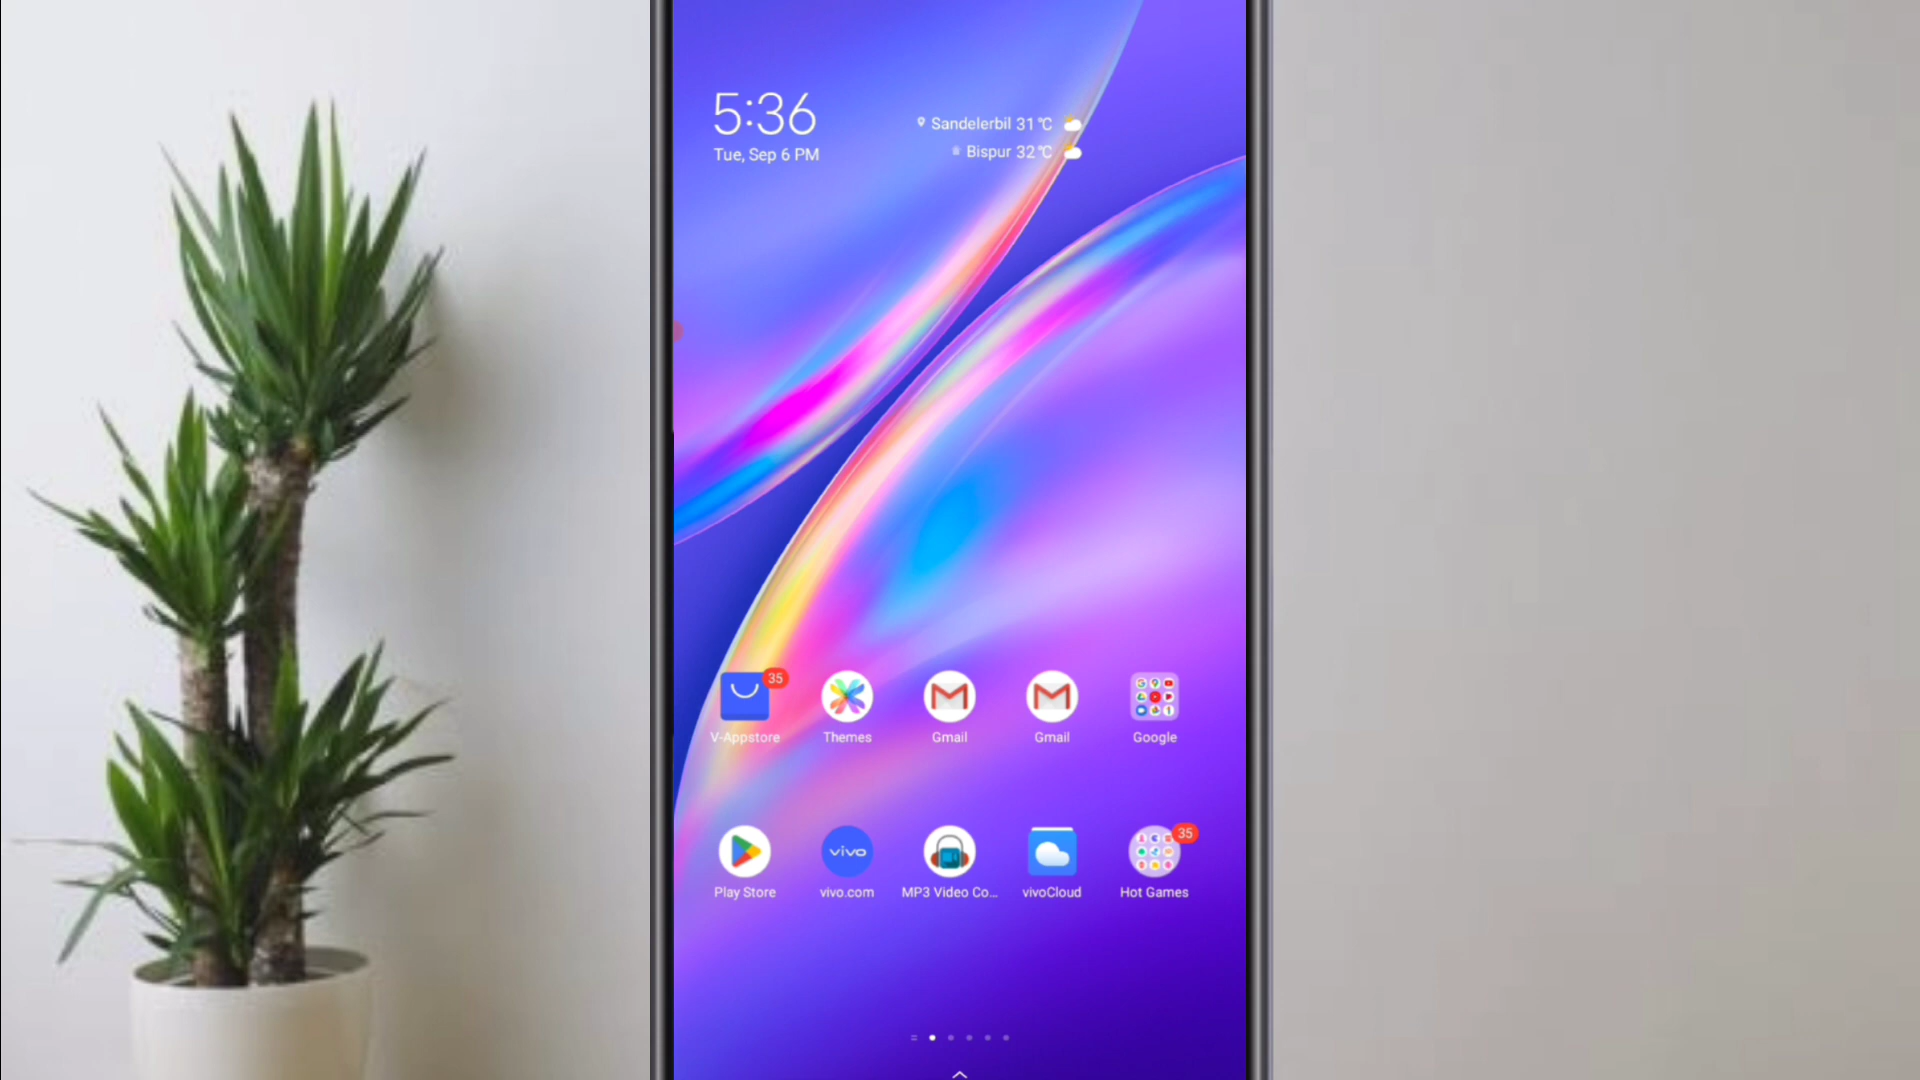 5:36
Tue, Sep 6 PM
Sandelerbil 31℃
Bispur 32℃
35
V-Appstore
Themes
Gmail
Gmail
Google
35
Play Store
vivo
vivo.com
MP3 Video Co...
vivoCloud
Hot Games